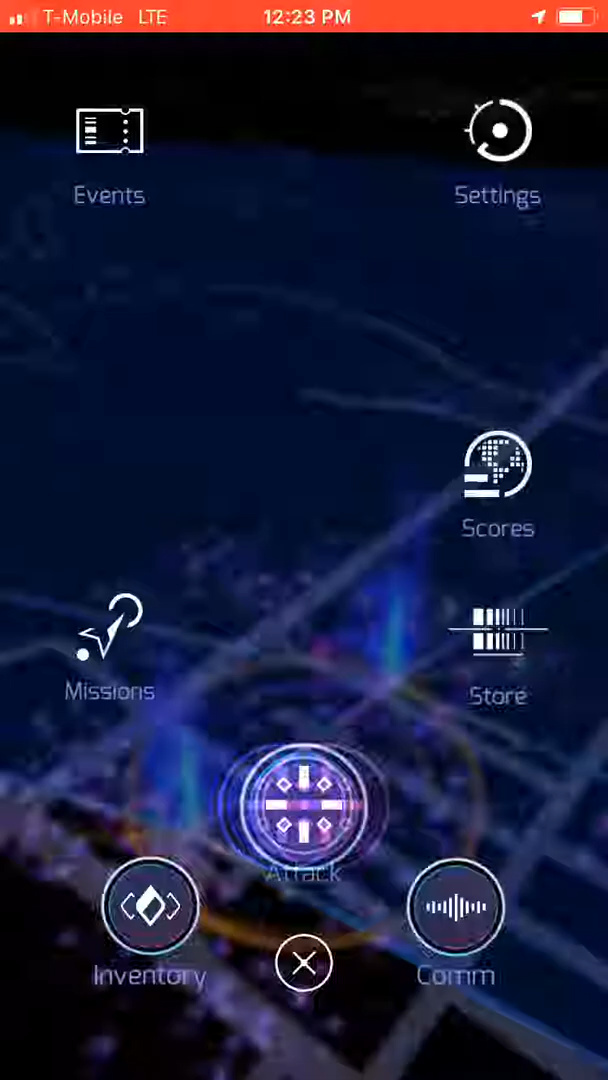 T-Mobile LTE 12:23 PM
Events Settings
Scores
Missions Store
Attack
Inventory Comm